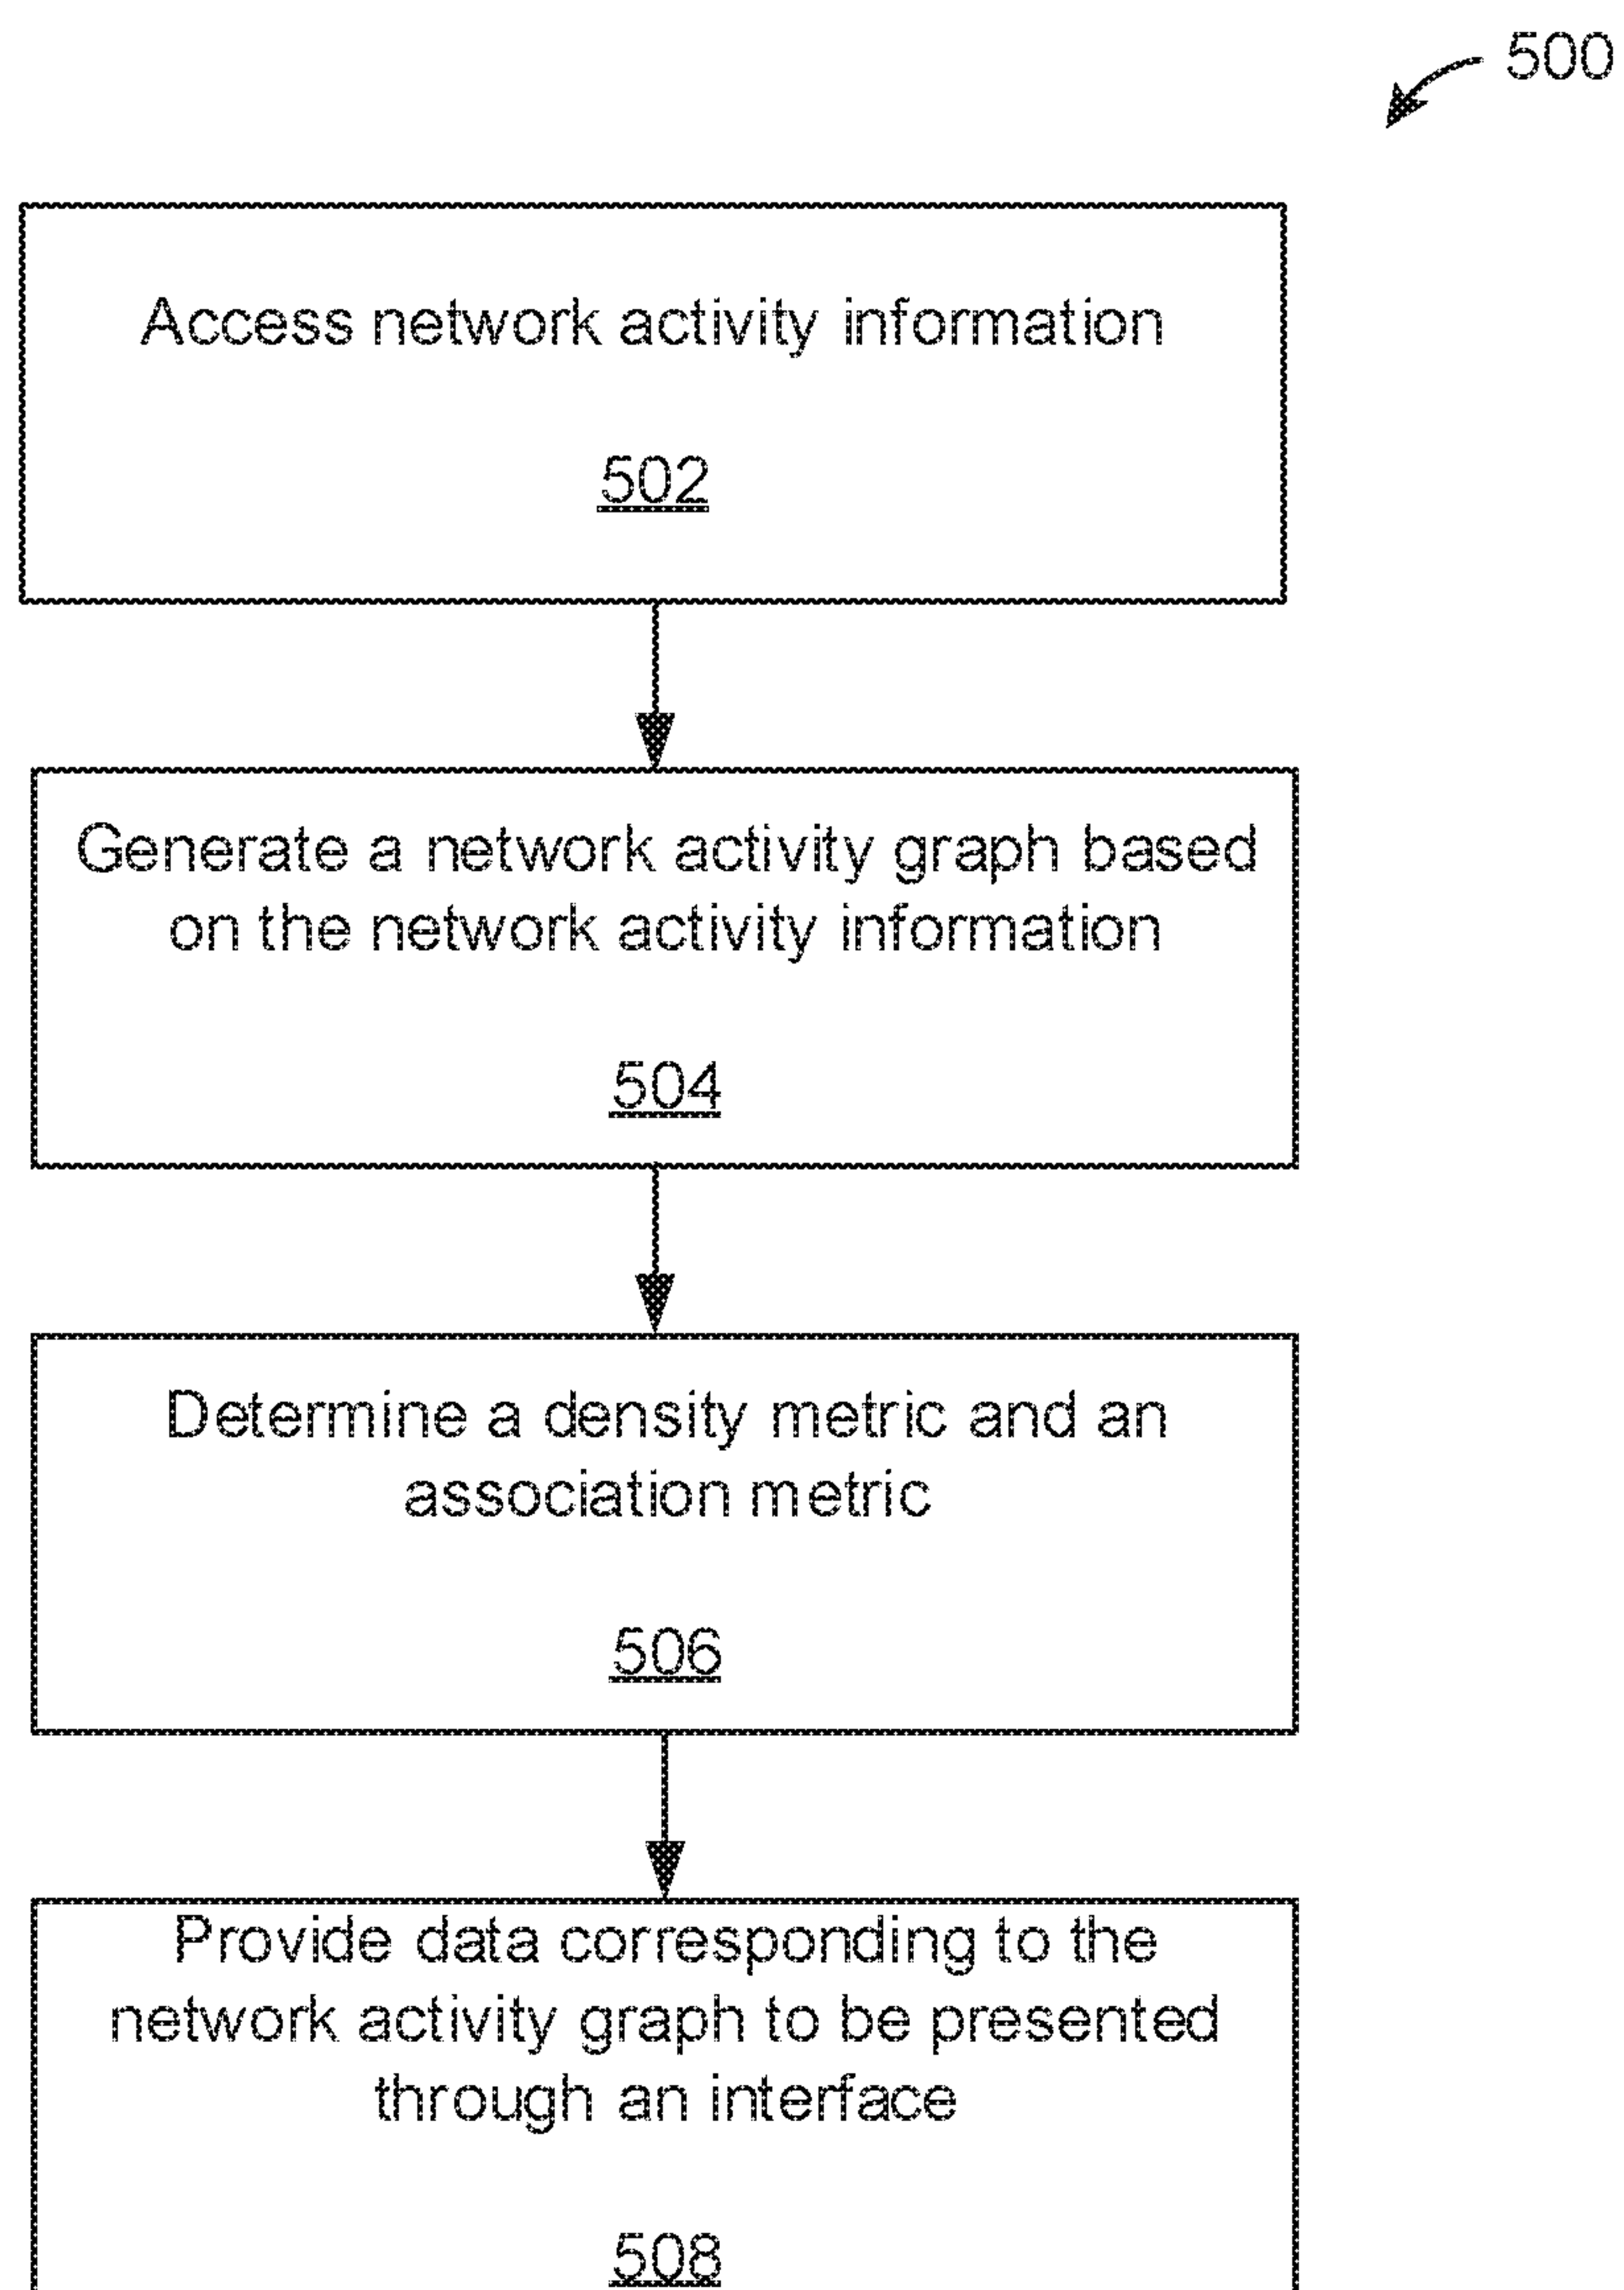 500
Access network activity information
502
Generate a network activity graph based
on the network activity information
504
Determine a density metric and an
association metric
506
Provide data corresponding to the
network activity graph to be presented
through an interface
508